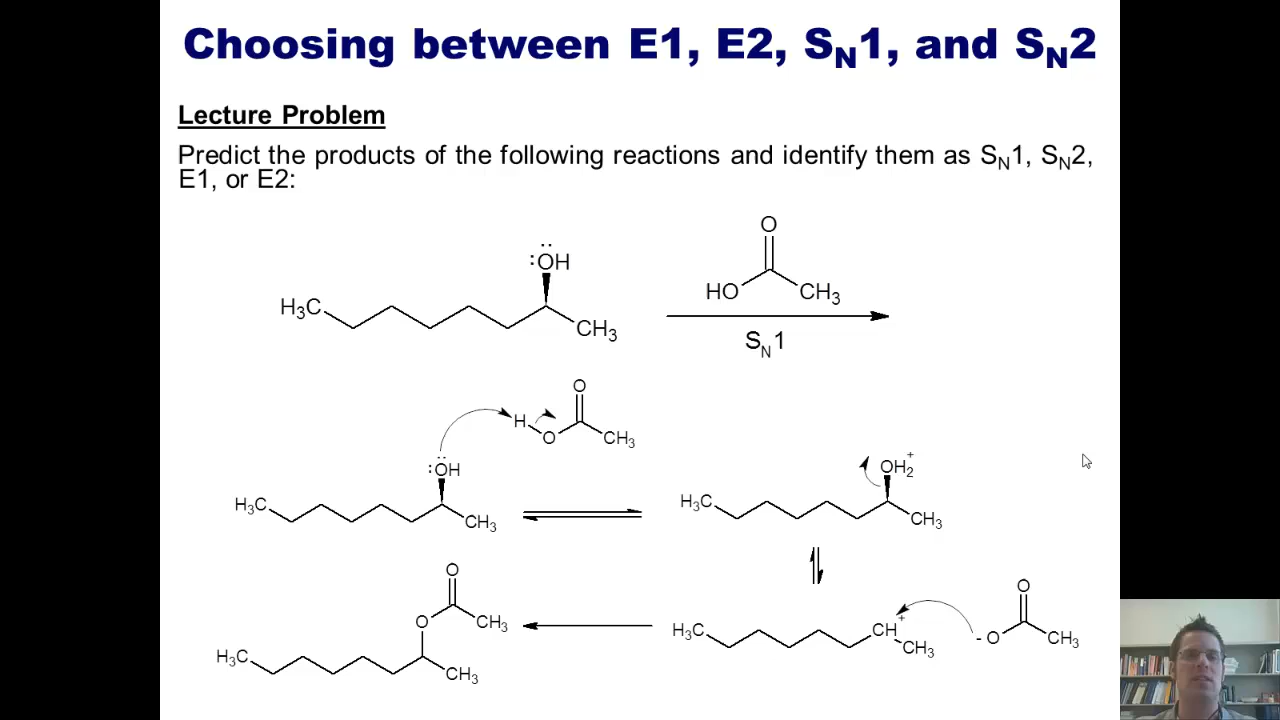 Choosing between E1, E2, SN1, and SN2
Lecture Problem
Predict the products of the following reactions and identify them as SN1, SN2,
E1, or E2:
O
:OH
HO CH3
H3C CH3
SN1
O
H
O CH3
:OH OH2+
H3C CH3 H3C CH3
O O
O CH3 H3C CH+ CH3 - O CH3
H3C CH3